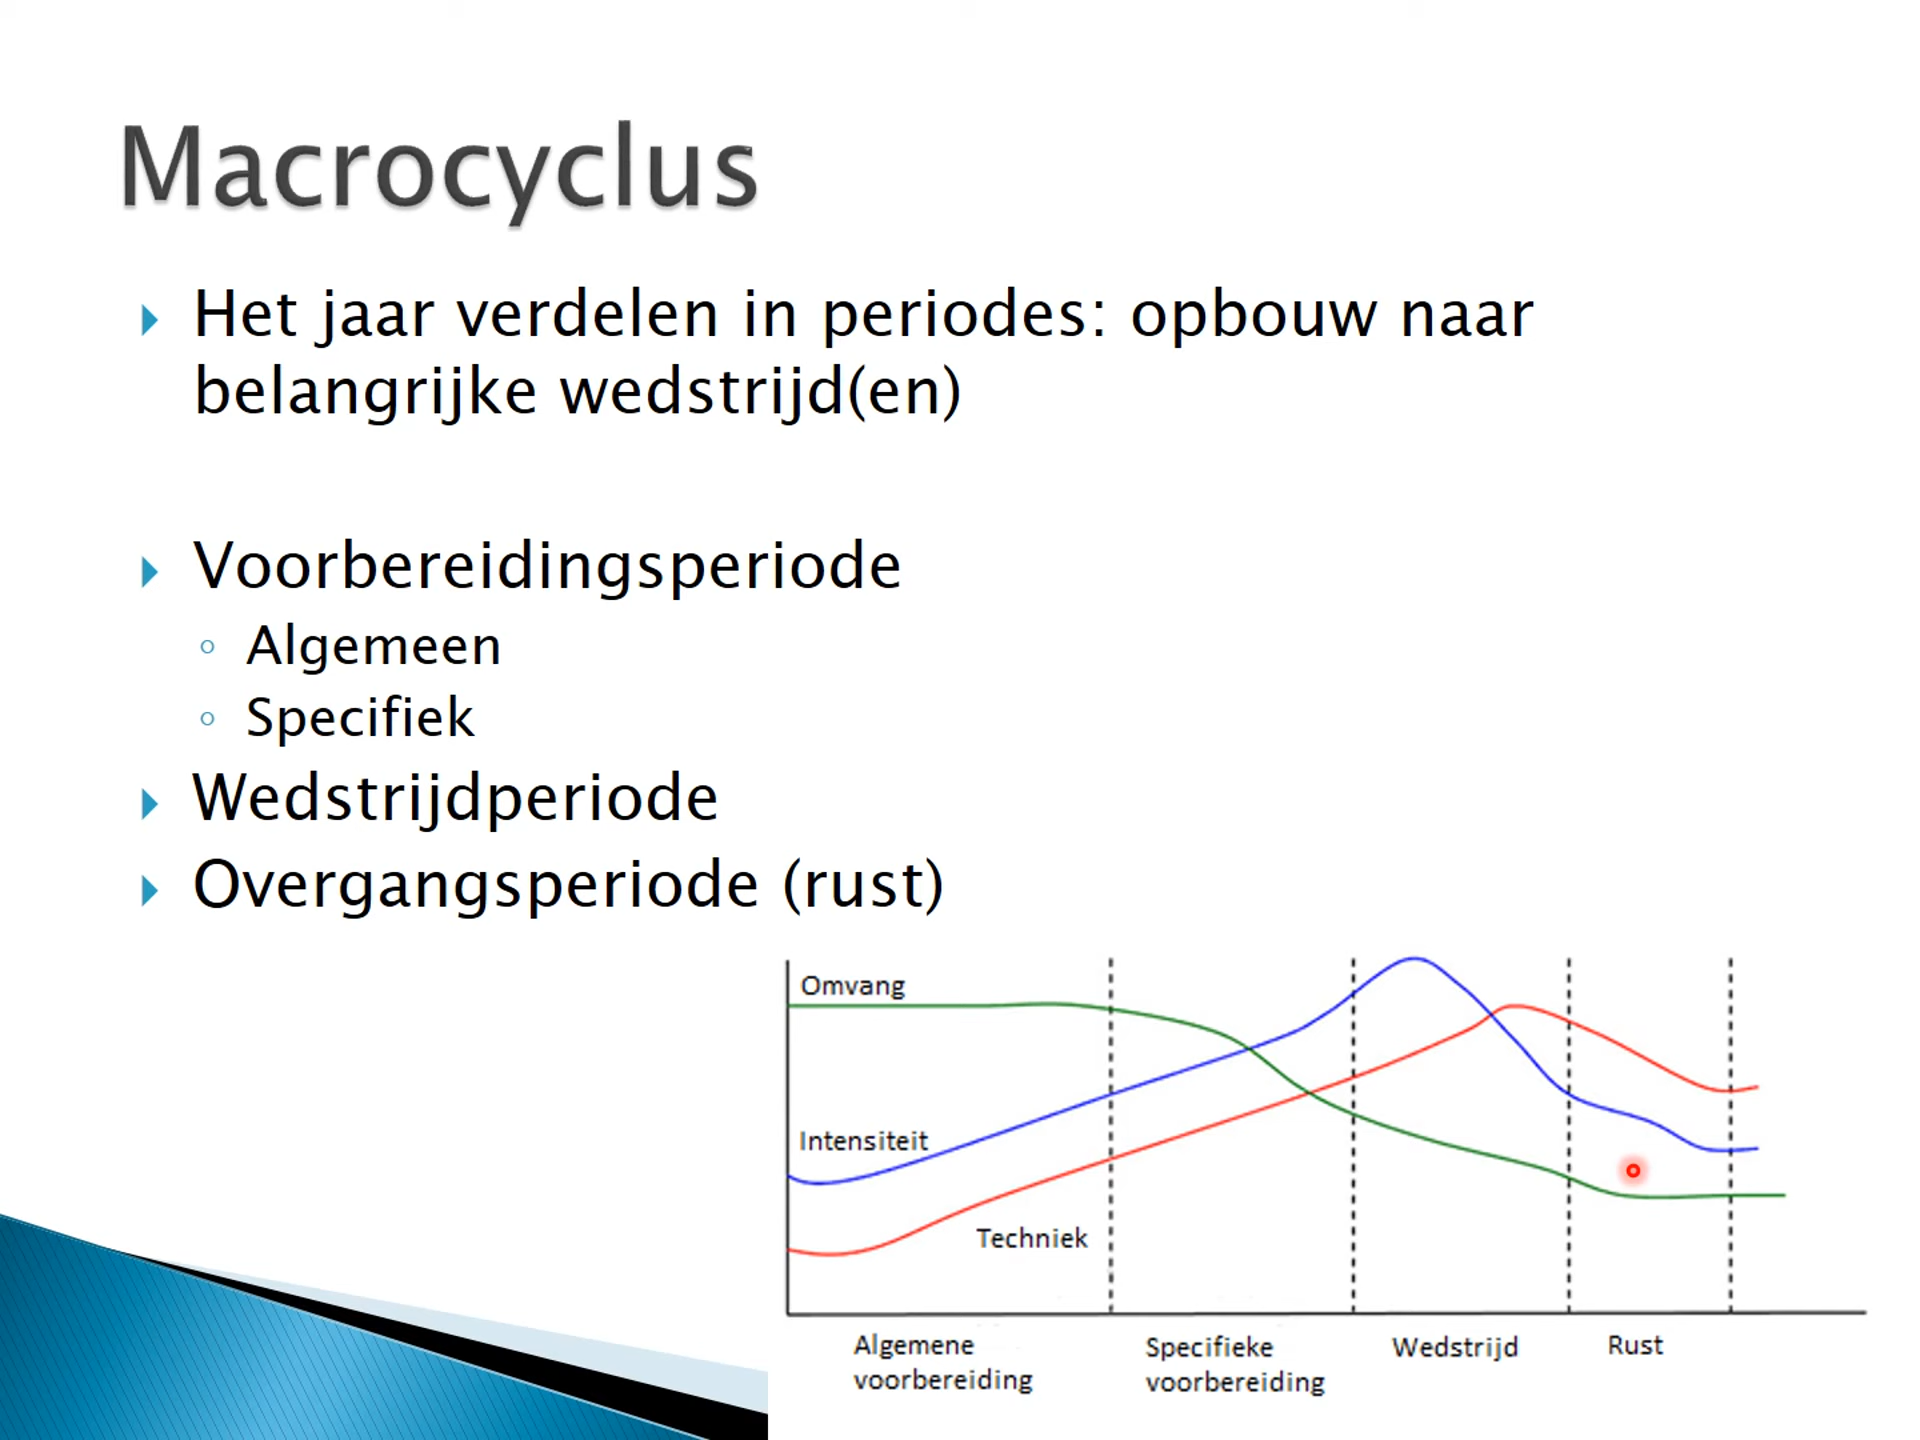 Macrocyclus
Het jaar verdelen in periodes: opbouw naar
belangrijke wedstrijd(en)
Voorbereidingsperiode
Algemeen
Specifiek
Wedstrijdperiode
Overgangsperiode (rust)
Omvang
Intensiteit
Techniek
Algemene
voorbereiding
Specifieke
voorbereiding
Wedstrijd
Rust